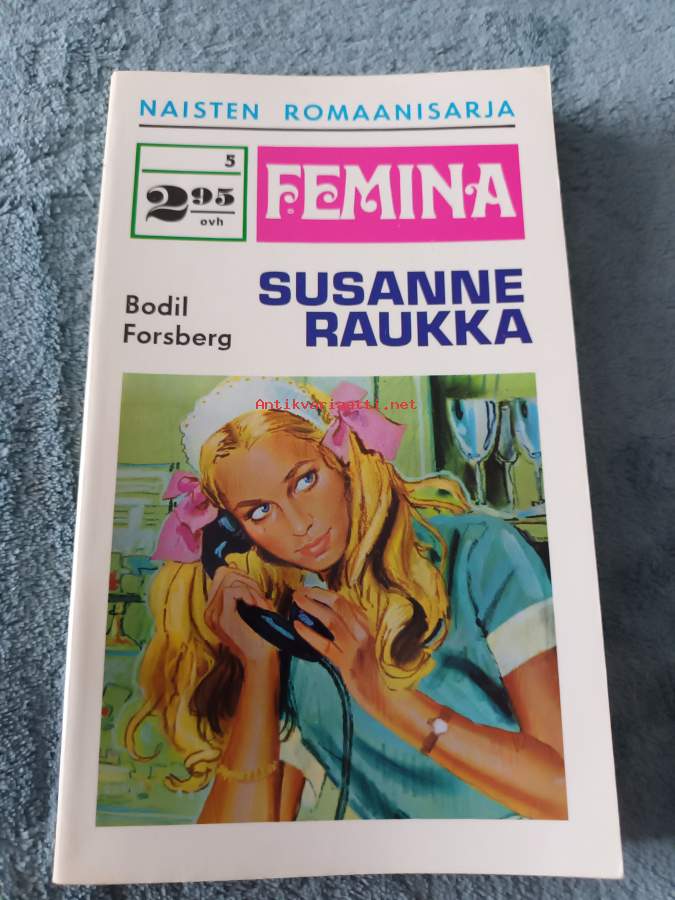 NAISTEN ROMAANISARJA
5
2 95
ovh
FEMINA
Bodil
Forsberg
SUSANNE
RAUKKA
Antikvariaatti.net